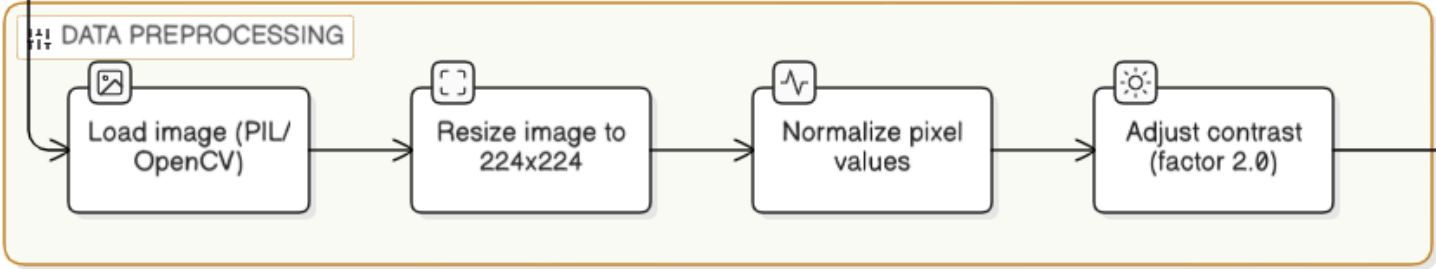 DATA PREPROCESSING
Load image (PIL/
OpenCV)
Resize image to
224x224
Normalize pixel
values
Adjust contrast
(factor 2.0)